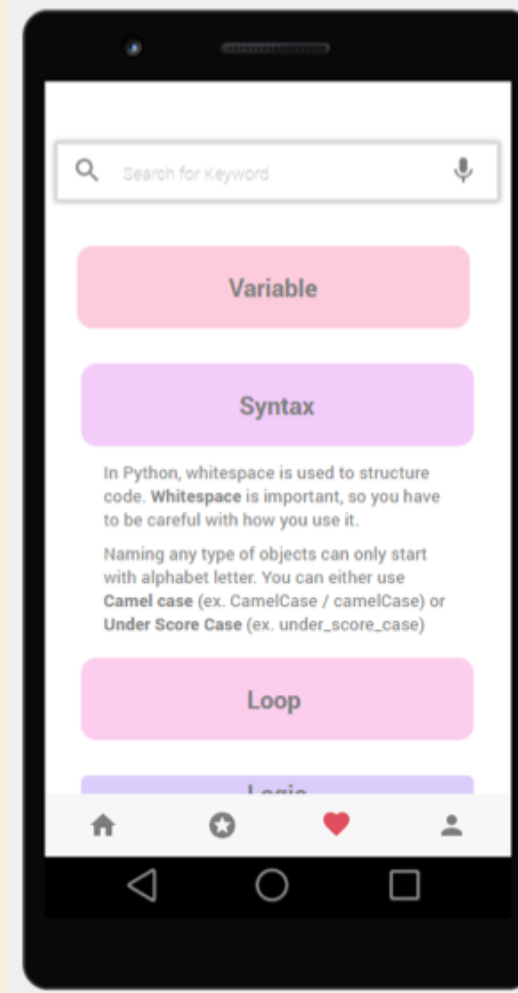 Search for Keyword
Variable
Syntax
In Python, whitespace is used to structure
code. Whitespace is important, so you have
to be careful with how you use it.
Naming any type of objects can only start
with alphabet letter. You can either use
Camel case (ex. CamelCase / camelCase) or
Under Score Case (ex. under_score_case)
Loop
Logic